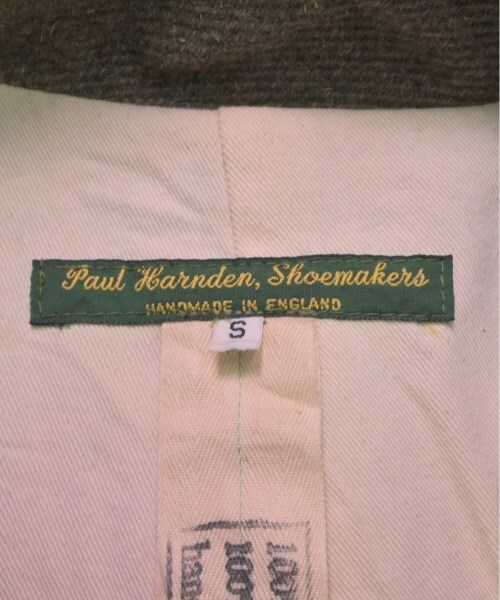 Paul Harnden, Shoemakers
HANDMADE IN ENGLAND
S